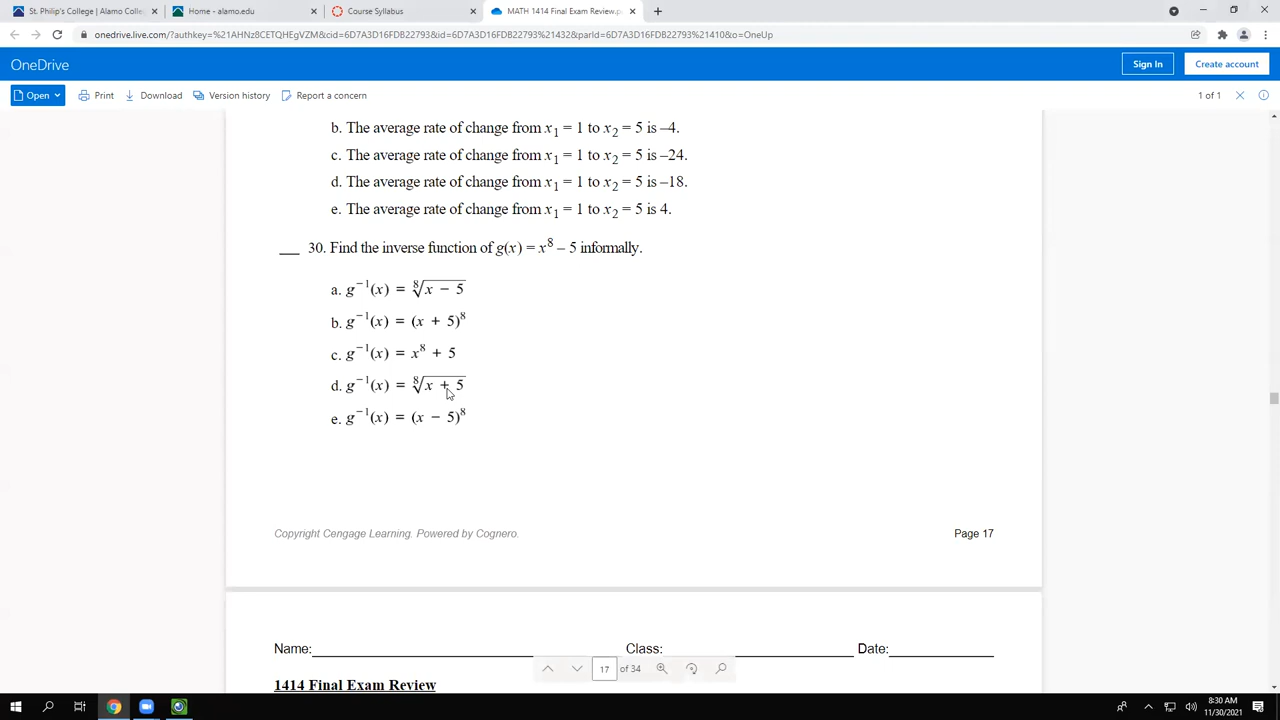 St. Philip's College | Alamo Colle
Home - alamo.edu
Course Syllabus
MATH 1414 Final Exam Review.p
onedrive.live.com/?authkey=%21AHNz8CETQHEgVZM&cid=6D7A3D16FDB22793&id=6D7A3D16FDB22793%21432&parId=6D7A3D16FDB22793%21410&o=OneUp
OneDrive
Sign In
Create account
Open
Print
Download
Version history
Report a concern
1 of 1
b. The average rate of change from x₁ = 1 to x₂ = 5 is –4.
c. The average rate of change from x₁ = 1 to x₂ = 5 is –24.
d. The average rate of change from x₁ = 1 to x₂ = 5 is –18.
e. The average rate of change from x₁ = 1 to x₂ = 5 is 4.
___ 30. Find the inverse function of g(x) = x⁸ – 5 informally.
a. g⁻¹(x) = ⁸√(x − 5)
b. g⁻¹(x) = (x + 5)⁸
c. g⁻¹(x) = x⁸ + 5
d. g⁻¹(x) = ⁸√(x + 5)
e. g⁻¹(x) = (x − 5)⁸
Copyright Cengage Learning. Powered by Cognero.
Page 17
Name:
Class:
Date:
17 of 34
1414 Final Exam Review
8:30 AM
11/30/2021